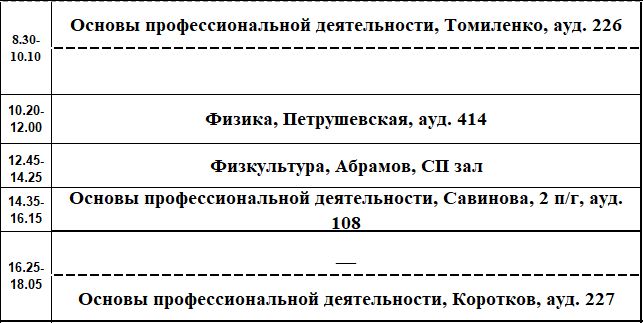 8.30-
10.10
Основы профессиональной деятельности, Томиленко, ауд. 226
10.20-
12.00
Физика, Петрушевская, ауд. 414
12.45-
14.25
Физкультура, Абрамов, СП зал
14.35-
16.15
Основы профессиональной деятельности, Савинова, 2 п/г, ауд.
108
16.25-
18.05
—
Основы профессиональной деятельности, Коротков, ауд. 227